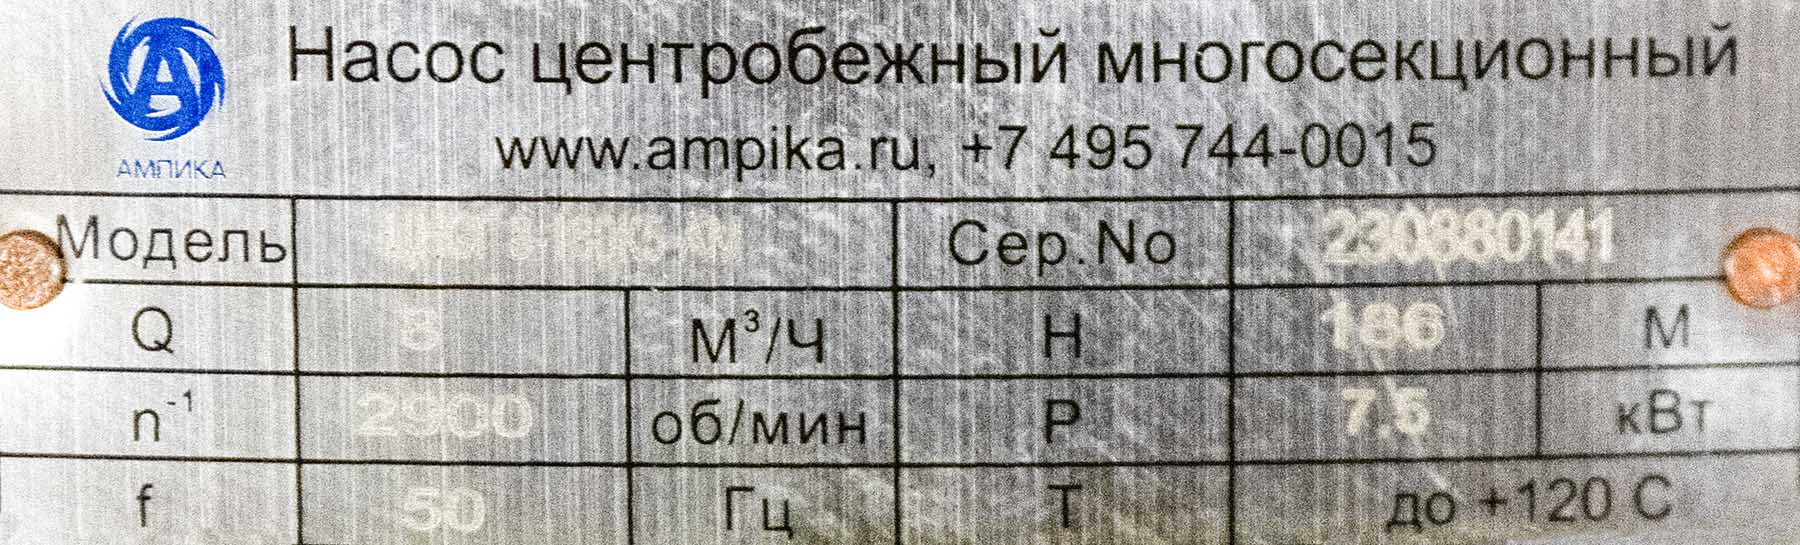 Насос центробежный многосекционный
АМПИКА
www.ampika.ru, +7 495 744-0015
Модель Сер.No 230880141
Q 8 М³/Ч Н 186 М
n⁻¹ 2900 об/мин Р 7.5 кВт
f 50 Гц Т до +120 С